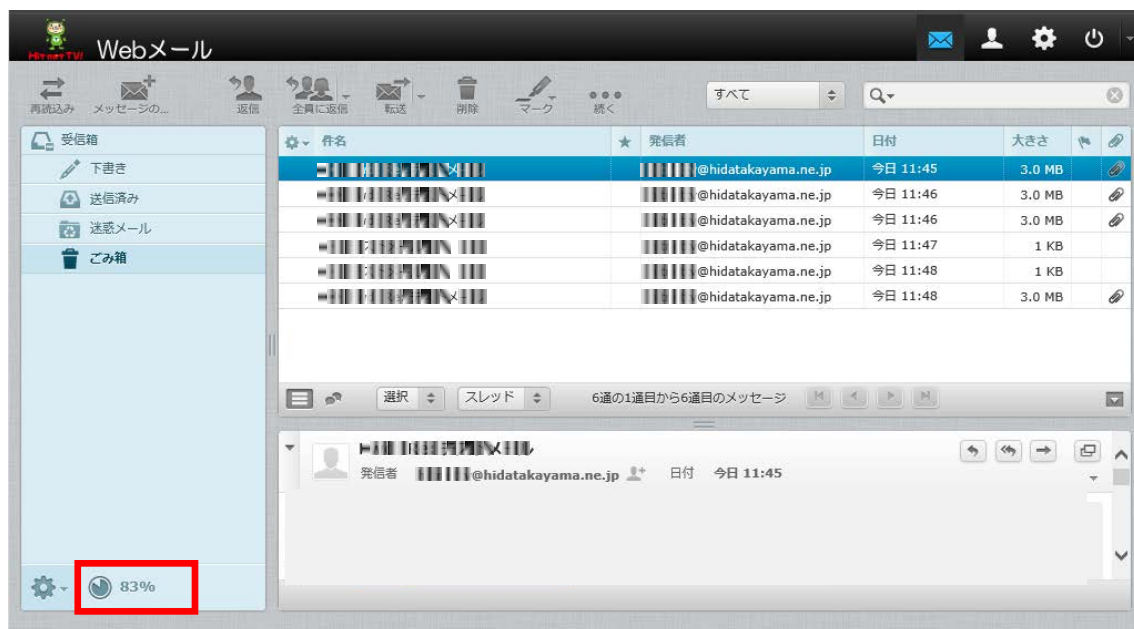 Hit net TV!
Webメール
再読込み メッセージの... 返信 全員に返信 転送 削除 マーク 続く すべて
受信箱
下書き
送信済み
迷惑メール
ごみ箱
件名 発信者 日付 大きさ
@hidatakayama.ne.jp 今日 11:45 3.0 MB
@hidatakayama.ne.jp 今日 11:46 3.0 MB
@hidatakayama.ne.jp 今日 11:46 3.0 MB
@hidatakayama.ne.jp 今日 11:47 1 KB
@hidatakayama.ne.jp 今日 11:48 1 KB
@hidatakayama.ne.jp 今日 11:48 3.0 MB
選択 スレッド 6通の1通目から6通目のメッセージ
発信者 @hidatakayama.ne.jp 日付 今日 11:45
83%